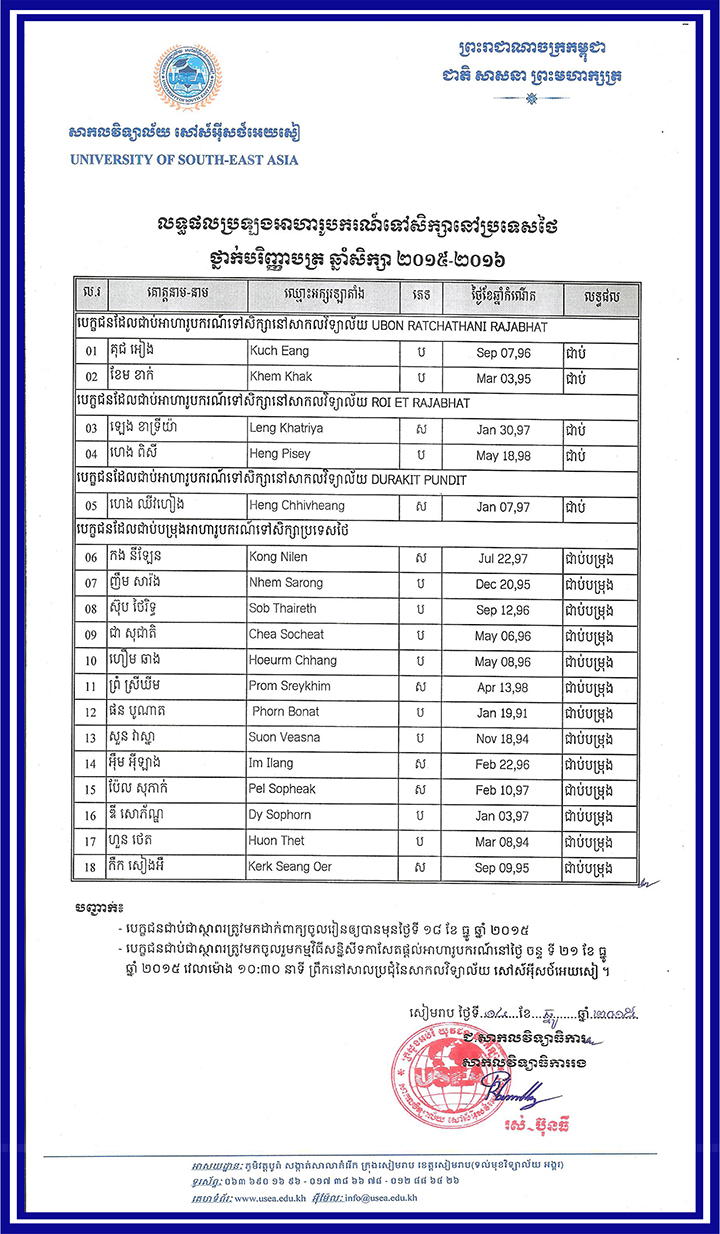 ព្រះរាជាណាចក្រកម្ពុជា
ជាតិ សាសនា ព្រះមហាក្សត្រ
USEA
សាកលវិទ្យាល័យ សៅស៍អ៊ីសថ៍អេយសៀ
UNIVERSITY OF SOUTH-EAST ASIA
លទ្ធផលប្រឡងអាហារូបករណ៍ទៅសិក្សានៅប្រទេសថៃ
ថ្នាក់បរិញ្ញាបត្រ ឆ្នាំសិក្សា ២០១៥-២០១៦
ល.រ គោត្តនាម-នាម ឈ្មោះអក្សរឡាតាំង ភេទ ថ្ងៃខែឆ្នាំកំណើត លទ្ធផល
បេក្ខជនដែលជាប់អាហារូបករណ៍ទៅសិក្សានៅសាកលវិទ្យាល័យ UBON RATCHATHANI RAJABHAT
01 គុជ អៀង Kuch Eang ប Sep 07,96 ជាប់
02 ខែម ខាក់ Khem Khak ប Mar 03,95 ជាប់
បេក្ខជនដែលជាប់អាហារូបករណ៍ទៅសិក្សានៅសាកលវិទ្យាល័យ ROI ET RAJABHAT
03 ឡេង ខាទ្រីយ៉ា Leng Khatriya ស Jan 30,97 ជាប់
04 ហេង ពិសី Heng Pisey ប May 18,98 ជាប់
បេក្ខជនដែលជាប់អាហារូបករណ៍ទៅសិក្សានៅសាកលវិទ្យាល័យ DURAKIT PUNDIT
05 ហេង ឈីវហៀង Heng Chhivheang ស Jan 07,97 ជាប់
បេក្ខជនដែលជាប់បម្រុងអាហារូបករណ៍ទៅសិក្សាប្រទេសថៃ
06 កង នីឡែន Kong Nilen ស Jul 22,97 ជាប់បម្រុង
07 ញឹម សារ៉ង Nhem Sarong ប Dec 20,95 ជាប់បម្រុង
08 ស៊ុប ថៃរិទ្ធ Sob Thaireth ប Sep 12,96 ជាប់បម្រុង
09 ជា សុជាតិ Chea Socheat ប May 06,96 ជាប់បម្រុង
10 ហឿម ឆាង Hoeurm Chhang ប May 08,96 ជាប់បម្រុង
11 ព្រំ ស្រីឃីម Prom Sreykhim ស Apr 13,98 ជាប់បម្រុង
12 ផន បូណាត Phorn Bonat ប Jan 19,91 ជាប់បម្រុង
13 សួន វាស្នា Suon Veasna ប Nov 18,94 ជាប់បម្រុង
14 អ៊ឹម អ៊ីឡាង Im Ilang ស Feb 22,96 ជាប់បម្រុង
15 ប៉ែល សុភាក់ Pel Sopheak ស Feb 10,97 ជាប់បម្រុង
16 ឌី សោភ័ណ្ឌ Dy Sophorn ប Jan 03,97 ជាប់បម្រុង
17 ហួន ថេត Huon Thet ប Mar 08,94 ជាប់បម្រុង
18 កឺក សៀងអឺ Kerk Seang Oer ស Sep 09,95 ជាប់បម្រុង
បញ្ជាក់៖
- បេក្ខជនជាប់ជាស្ថាពរត្រូវមកដាក់ពាក្យចូលរៀនឲ្យបានមុនថ្ងៃទី ១៨ ខែ ធ្នូ ឆ្នាំ ២០១៥
- បេក្ខជនជាប់ជាស្ថាពរត្រូវមកចូលរួមកម្មវិធីសន្និសីទកាសែតផ្តល់អាហារូបករណ៍នៅថ្ងៃ ចន្ទ ទី ២១ ខែ ធ្នូ
ឆ្នាំ ២០១៥ វេលាម៉ោង ១០:៣០ នាទី ព្រឹកនៅសាលប្រជុំនៃសាកលវិទ្យាល័យ សៅស៍អ៊ីសថ៍អេយសៀ ។
សៀមរាប ថ្ងៃទី ១៤ ខែ ធ្នូ ឆ្នាំ ២០១៥
ជ.សាកលវិទ្យាធិការ
សាកលវិទ្យាធិការរង
USEA
រស់ ប៊ុនធី
អាសយដ្ឋាន: ភូមិវត្តបូព៌ា សង្កាត់សាលាកំរើក ក្រុងសៀមរាប ខេត្តសៀមរាប(ទល់មុខវិទ្យាល័យ អង្គរ)
ទូរស័ព្ទ: ០៦៣ ៦៩០ ១៦ ៩៦ - ០១៧ ៣៨ ៦៦ ៧៨ - ០១២ ៨៨ ៦៥ ២៦
គេហទំព័រ: www.usea.edu.kh អ៊ីម៉ែល: info@usea.edu.kh